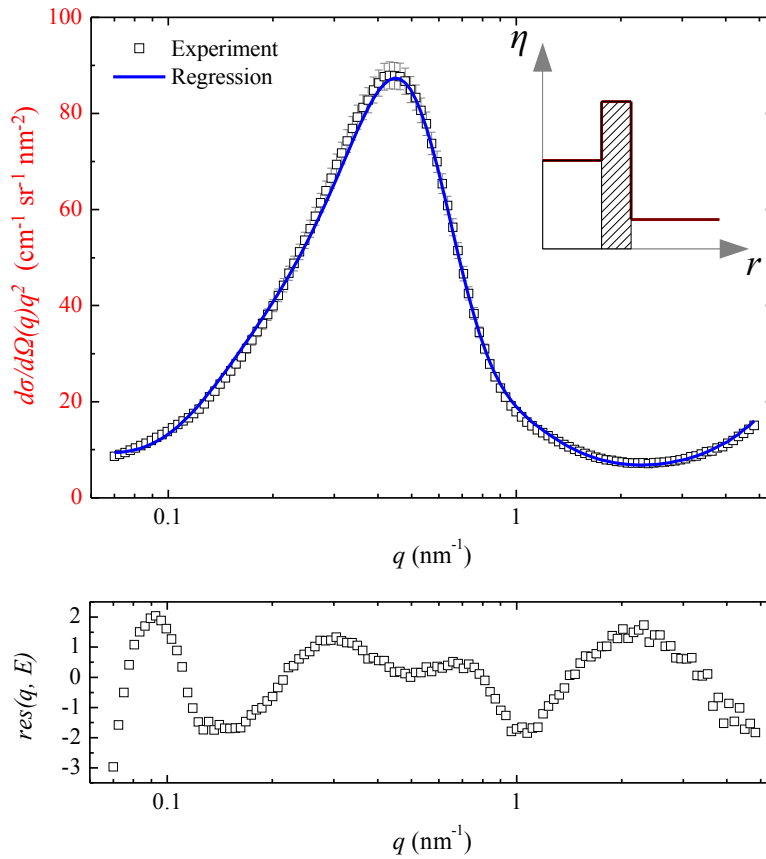 100
80
60
40
20
0
dσ/dΩ(q)q² (cm⁻¹ sr⁻¹ nm⁻²)
Experiment
Regression
η
r
0.1
1
q (nm⁻¹)
2
1
0
-1
-2
-3
res(q, E)
0.1
1
q (nm⁻¹)